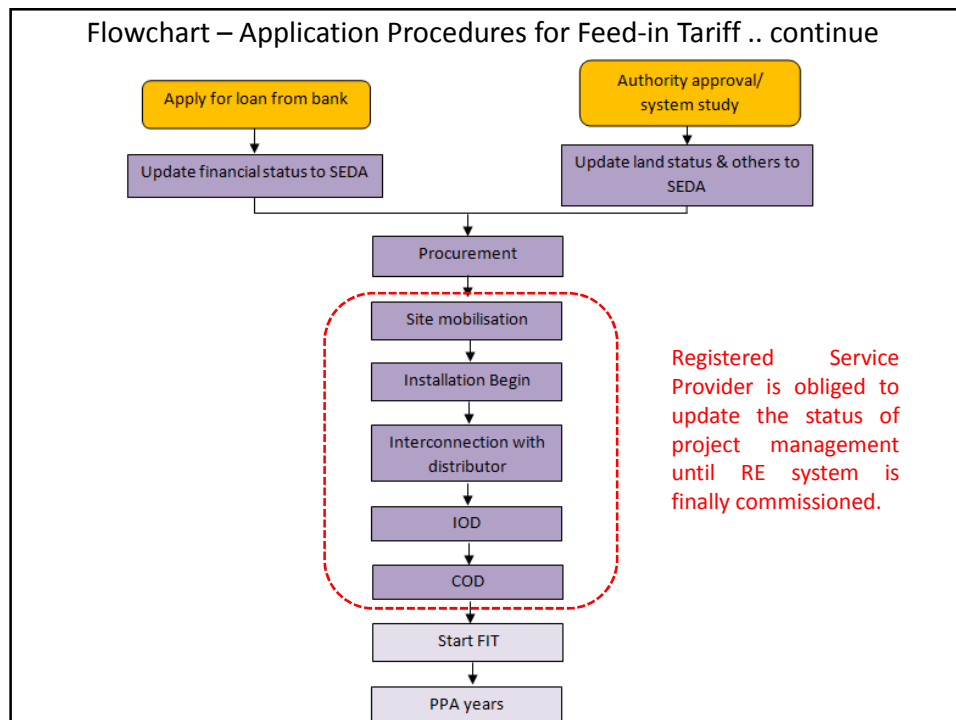 Flowchart – Application Procedures for Feed-in Tariff .. continue
Apply for loan from bank
Authority approval/
system study
Update financial status to SEDA
Update land status & others to
SEDA
Procurement
Site mobilisation
Installation Begin
Interconnection with
distributor
IOD
COD
Start FIT
PPA years
Registered Service
Provider is obliged to
update the status of
project management
until RE system is
finally commissioned.